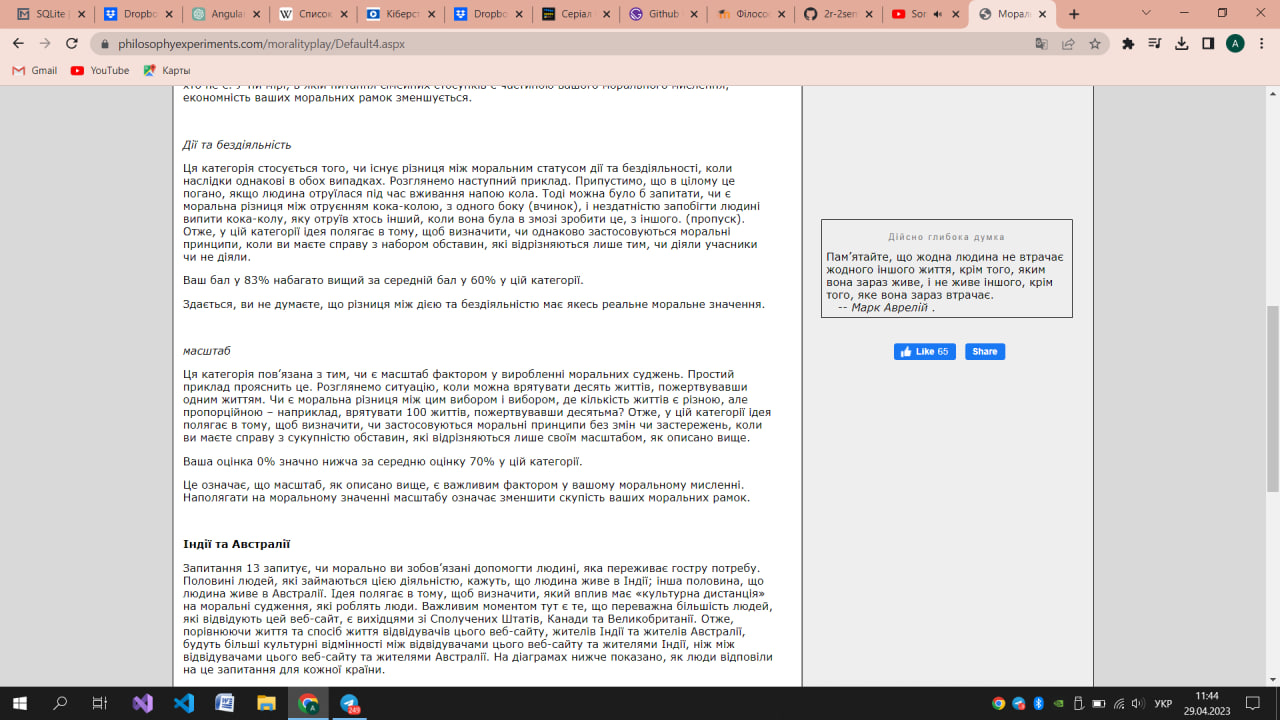 SQLite
Dropbo
Angula
Список
Кіберст
Dropbo
Серіал
Github
Філосо
2r-2sem
Son
Морал
philosophyexperiments.com/moralityplay/Default4.aspx
A
Gmail
YouTube
Карты
економність ваших моральних рамок зменшується.
Дії та бездіяльність
Ця категорія стосується того, чи існує різниця між моральним статусом дії та бездіяльності, коли
наслідки однакові в обох випадках. Розглянемо наступний приклад. Припустимо, що в цілому це
погано, якщо людина отруїлася під час вживання напою кола. Тоді можна було б запитати, чи є
моральна різниця між отруєнням кока-колою, з одного боку (вчинок), і нездатністю запобігти людині
випити кока-колу, яку отруїв хтось інший, коли вона була в змозі зробити це, з іншого. (пропуск).
Отже, у цій категорії ідея полягає в тому, щоб визначити, чи однаково застосовуються моральні
принципи, коли ви маєте справу з набором обставин, які відрізняються лише тим, чи діяли учасники
чи не діяли.
Ваш бал у 83% набагато вищий за середній бал у 60% у цій категорії.
Здається, ви не думаєте, що різниця між дією та бездіяльністю має якесь реальне моральне значення.
масштаб
Ця категорія пов’язана з тим, чи є масштаб фактором у виробленні моральних суджень. Простий
приклад прояснить це. Розглянемо ситуацію, коли можна врятувати десять життів, пожертвувавши
одним життям. Чи є моральна різниця між цим вибором і вибором, де кількість життів є різною, але
пропорційною – наприклад, врятувати 100 життів, пожертвувавши десятьма? Отже, у цій категорії ідея
полягає в тому, щоб визначити, чи застосовуються моральні принципи без змін чи застережень, коли
ви маєте справу з сукупністю обставин, які відрізняються лише своїм масштабом, як описано вище.
Ваша оцінка 0% значно нижча за середню оцінку 70% у цій категорії.
Це означає, що масштаб, як описано вище, є важливим фактором у вашому моральному мисленні.
Наполягати на моральному значенні масштабу означає зменшити скупість ваших моральних рамок.
Індії та Австралії
Запитання 13 запитує, чи морально ви зобов’язані допомогти людині, яка переживає гостру потребу.
Половині людей, які займаються цією діяльністю, кажуть, що людина живе в Індії; інша половина, що
людина живе в Австралії. Ідея полягає в тому, щоб визначити, який вплив має «культурна дистанція»
на моральні судження, які роблять люди. Важливим моментом тут є те, що переважна більшість людей,
які відвідують цей веб-сайт, є вихідцями зі Сполучених Штатів, Канади та Великобританії. Отже,
порівнюючи життя та спосіб життя відвідувачів цього веб-сайту, жителів Індії та жителів Австралії,
будуть більші культурні відмінності між відвідувачами цього веб-сайту та жителями Індії, ніж між
відвідувачами цього веб-сайту та жителями Австралії. На діаграмах нижче показано, як люди відповіли
на це запитання для кожної країни.
Дійсно глибока думка
Пам’ятайте, що жодна людина не втрачає
жодного іншого життя, крім того, яким
вона зараз живе, і не живе іншого, крім
того, яке вона зараз втрачає.
-- Марк Аврелій .
Like 65
Share
249
УКР
11:44
29.04.2023